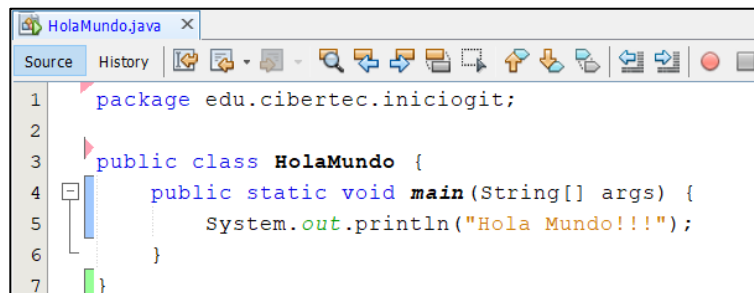 HolaMundo.java
Source History
1 package edu.cibertec.iniciogit;
2
3 public class HolaMundo {
4 public static void main(String[] args) {
5 System.out.println("Hola Mundo!!!");
6 }
7 }